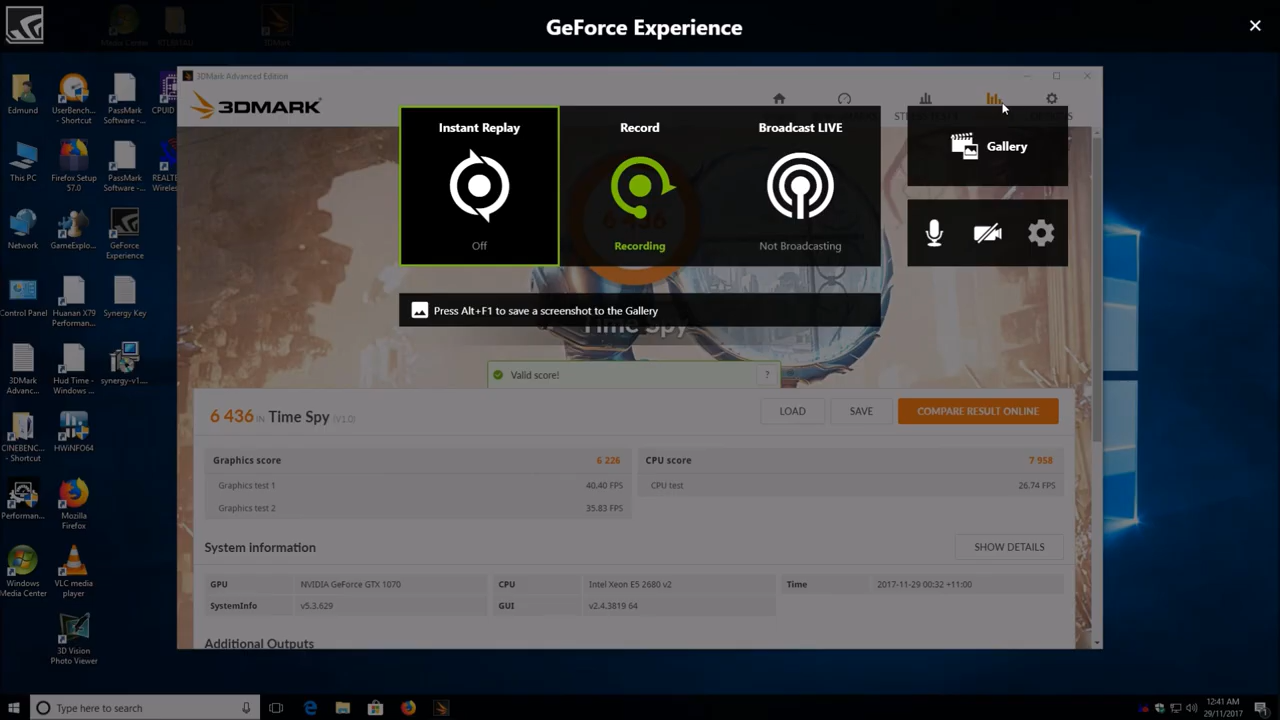 GeForce Experience
Media Center
3DMark
3DMark Advanced Edition
3DMARK
Instant Replay
Off
Record
Recording
Broadcast LIVE
Not Broadcasting
Gallery
Press Alt+F1 to save a screenshot to the Gallery
Time Spy
Valid score!
?
6 436 IN Time Spy (V1.0)
LOAD
SAVE
COMPARE RESULT ONLINE
Graphics score 6 226
Graphics test 1 40.40 FPS
Graphics test 2 35.83 FPS
CPU score 7 958
CPU test 26.74 FPS
System information
SHOW DETAILS
GPU NVIDIA GeForce GTX 1070
CPU Intel Xeon E5 2680 v2
Time 2017-11-29 00:32 +11:00
SystemInfo v5.3.629
GUI v2.4.3819 64
Additional Outputs
Edmund
UserBench... - Shortcut
PassMark Software -...
CPUID
This PC
Firefox Setup 57.0
PassMark Software -...
REALTE Wireles
Network
GameExplo...
GeForce Experience
Control Panel
Huanan X79 Performan...
Synergy Key
3DMark Advanc...
Hud Time - Windows ...
synergy-v1....
CINEBENC... - Shortcut
HWiNFO64
Performan...
Mozilla Firefox
Windows Media Center
VLC media player
3D Vision Photo Viewer
Type here to search
12:41 AM
29/11/2017